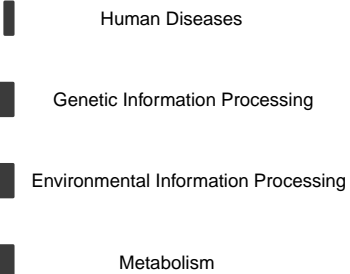 Human Diseases
Genetic Information Processing
Environmental Information Processing
Metabolism